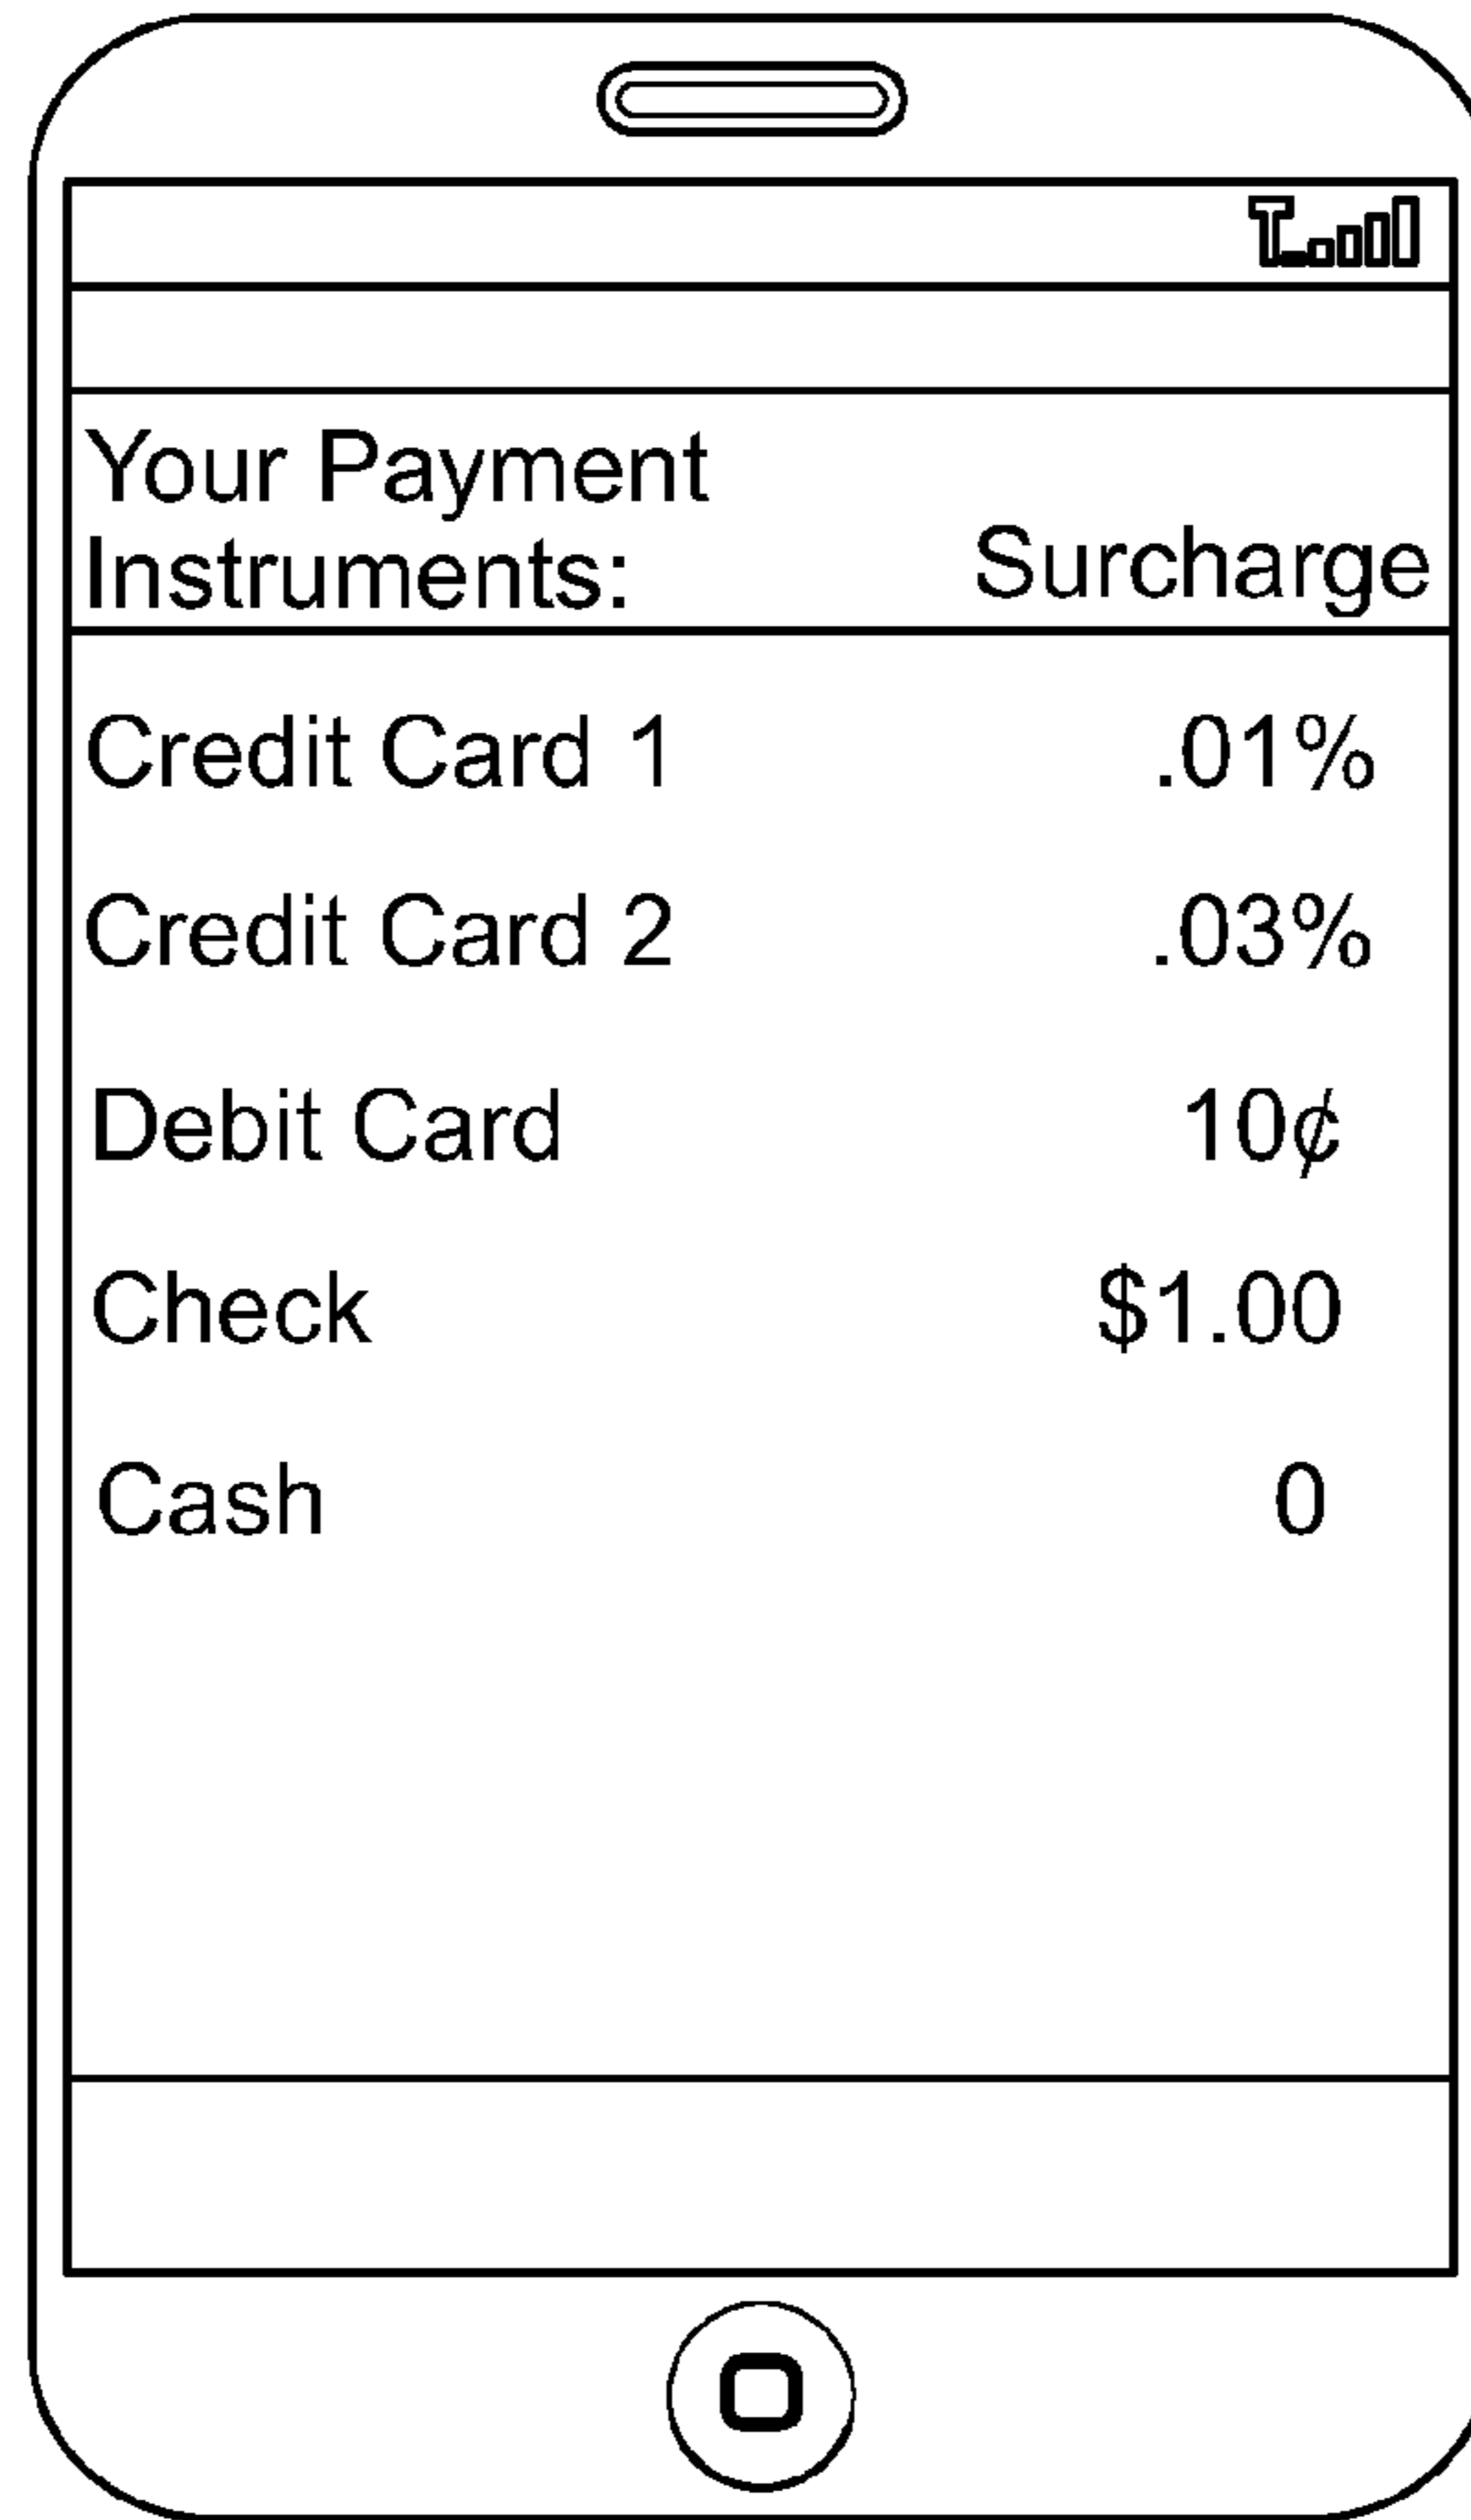 Your Payment
Instruments: Surcharge
Credit Card 1 .01%
Credit Card 2 .03%
Debit Card 10¢
Check $1.00
Cash 0